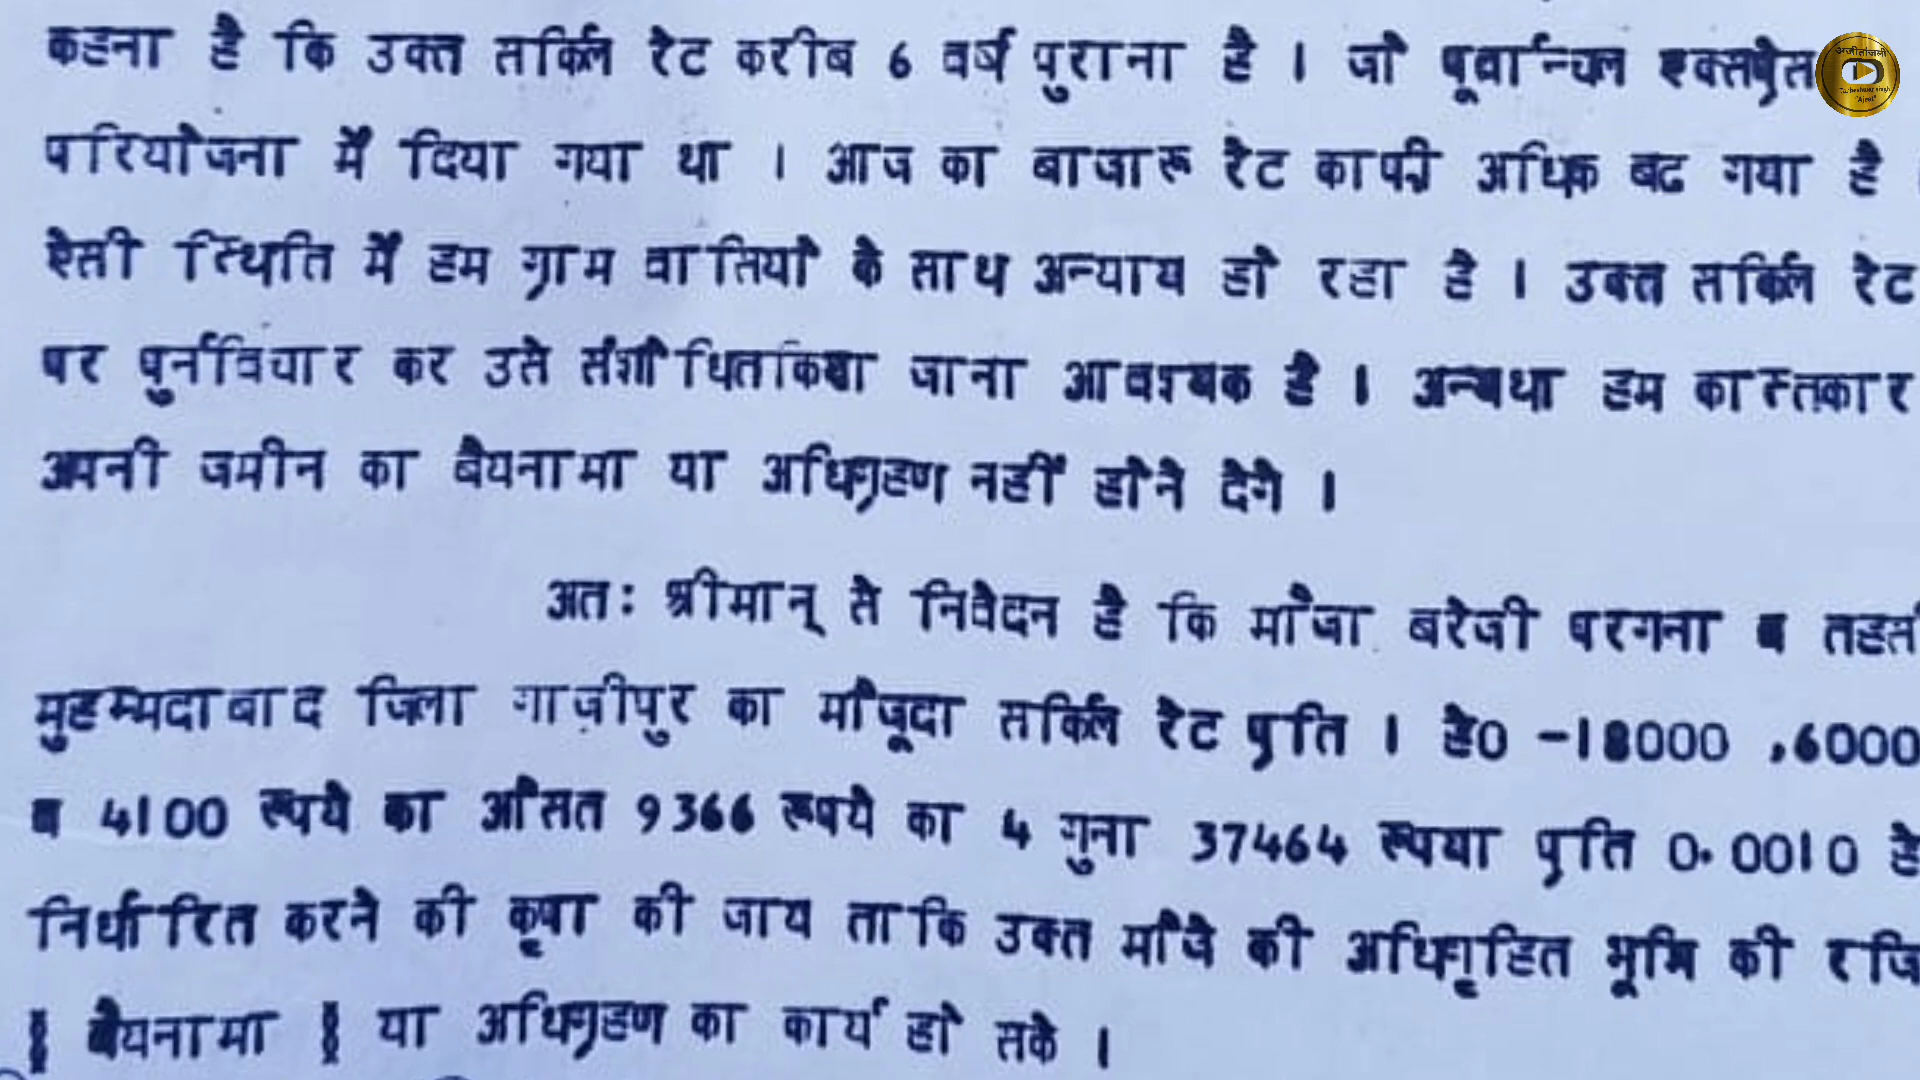 कहना है कि उक्त सर्किल रेट करीब 6 वर्ष पुराना है । जो पूर्वान्चल एक्सप्रेस
परियोजना में दिया गया था । आज का बाजारू रेट काफी अधिक बढ गया है ।
ऐसी स्थिति में हम ग्राम वासियों के साथ अन्याय हो रहा है । उक्त सर्किल रेट
पर पुर्नविचार कर उसे संशोधितकिया जाना आवश्यक है । अन्यथा हम कास्तकार
अपनी जमीन का बैयनामा या अधिग्रहण नहीं होने देगें ।
अतः श्रीमान् से निवेदन है कि मौजा बरेजी परगना व तहसी
मुहम्मदाबाद जिला गाजीपुर का मौजूदा सर्किल रेट प्रति । है0 -18000 ,6000
व 4100 रूपये का औसत 9366 रूपये का 4 गुना 37464 रूपया प्रति 0.0010 है
निर्धारित करने की कृपा की जाय ताकि उक्त मौजे की अधिगृहित भूमि की रजि
॥ बैयनामा ॥ या अधिग्रहण का कार्य हो सके ।